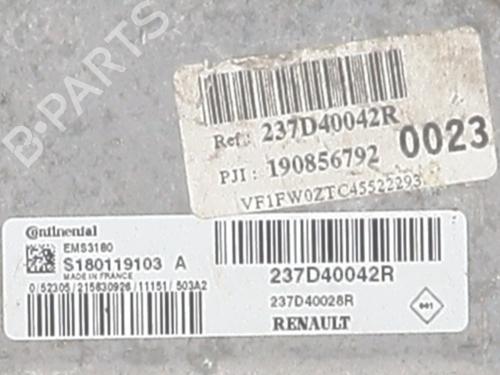 B-PARTS
Ref: 237D40042R
PJI: 190856792 0023
VF1FW0ZTC45522293
Continental
EMS3180
S180119103 A
MADE IN FRANCE
0/52305/215830926/11151/503A2
237D40042R
237D40028R
RENAULT
001